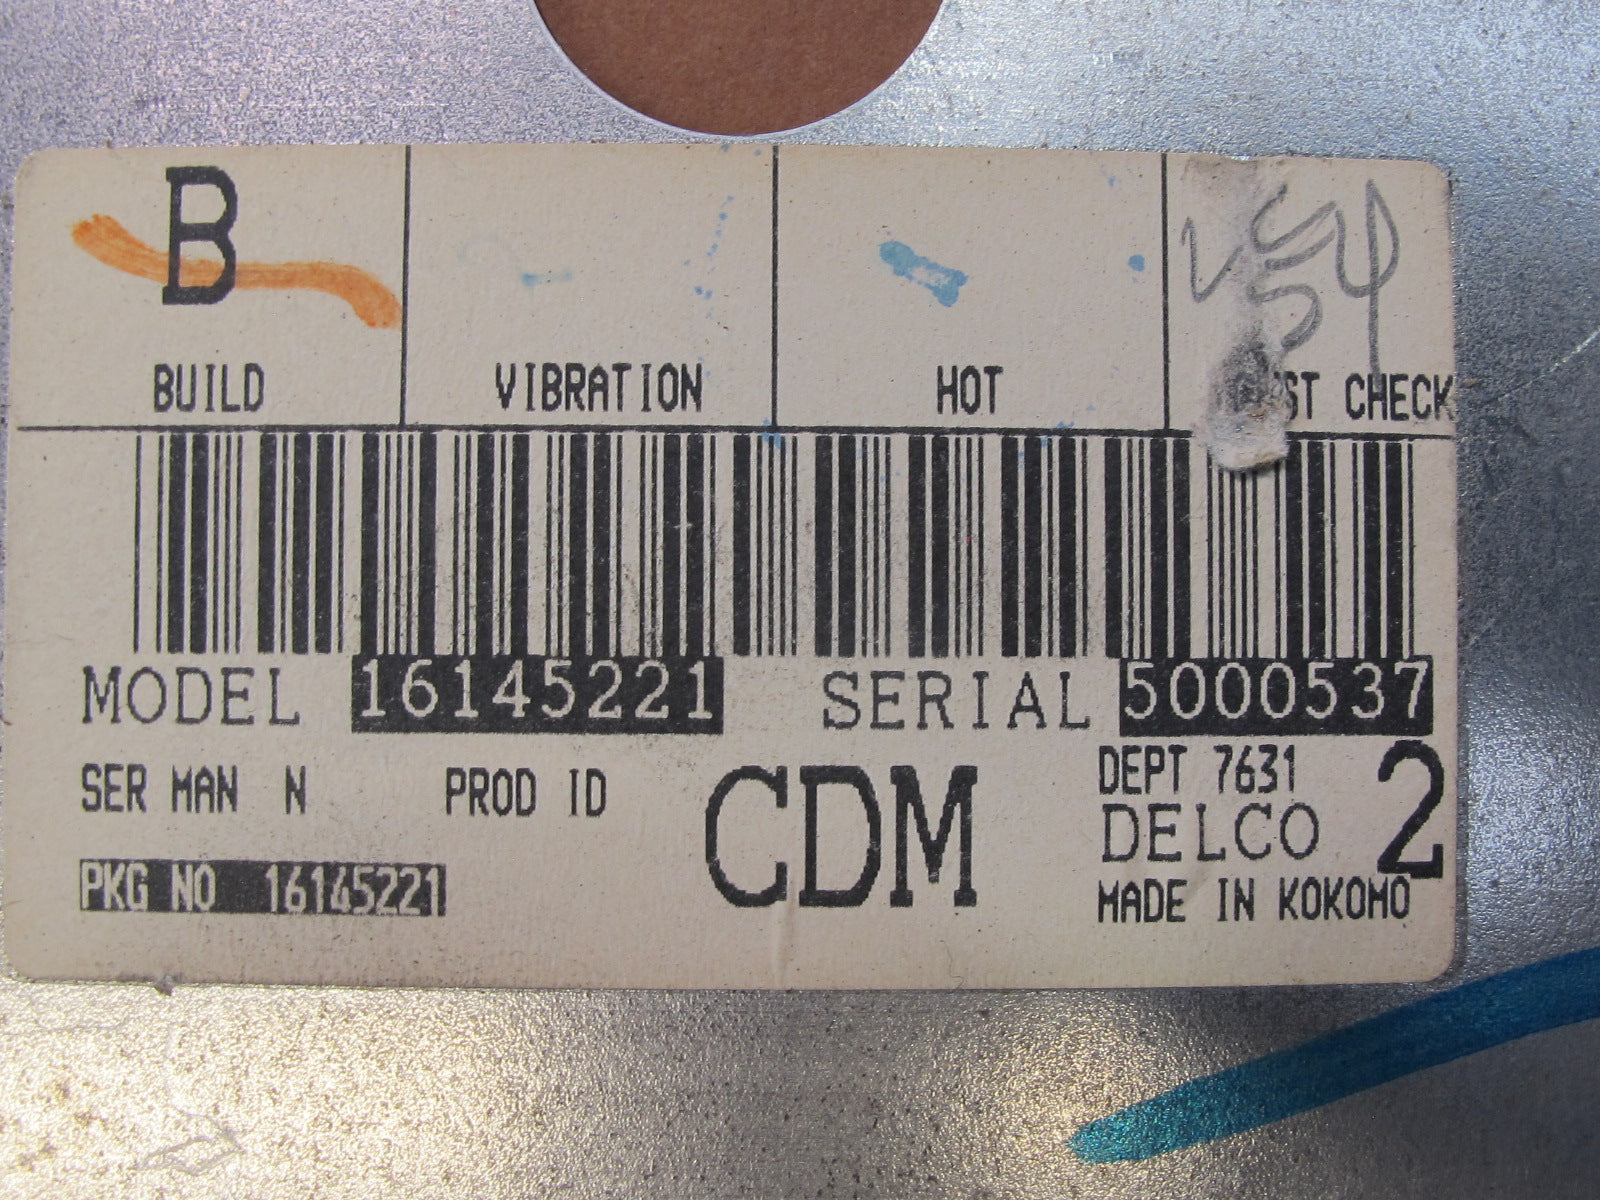 B
BUILD VIBRATION HOT ST CHECK
MODEL 16145221 SERIAL 5000537
SER MAN N PROD ID CDM DEPT 7631 2
DELCO
PKG NO 16145221 MADE IN KOKOMO